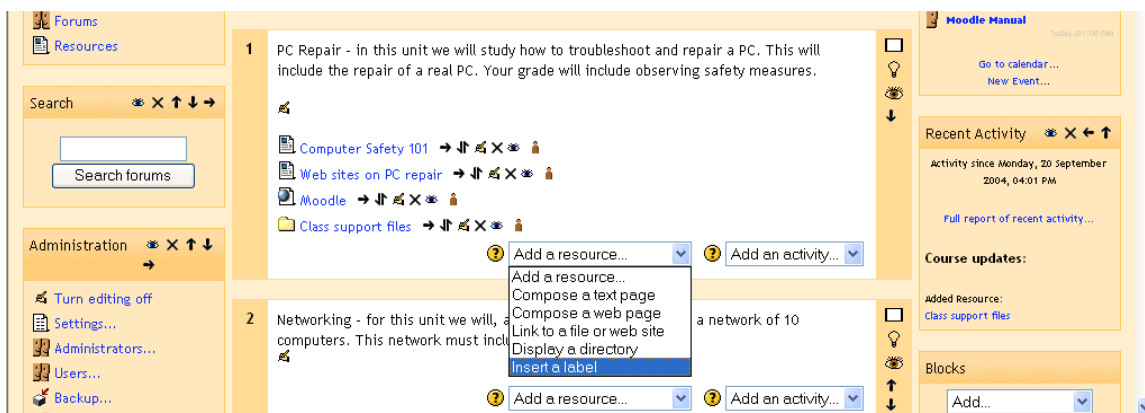 Forums
Resources
Search
Search forums
Administration
Turn editing off
Settings...
Administrators...
Users...
Backup...
1 PC Repair - in this unit we will study how to troubleshoot and repair a PC. This will
include the repair of a real PC. Your grade will include observing safety measures.
Computer Safety 101
Web sites on PC repair
Moodle
Class support files
Add a resource... Add an activity...
Add a resource...
Compose a text page
Compose a web page
Link to a file or web site
Display a directory
Insert a label
2 Networking - for this unit we will, a network of 10
computers. This network must
Add a resource... Add an activity...
Moodle Manual
Today (01:00 PM)
Go to calendar...
New Event...
Recent Activity
Activity since Monday, 20 September
2004, 04:01 PM
Full report of recent activity...
Course updates:
Added Resource:
Class support files
Blocks
Add...